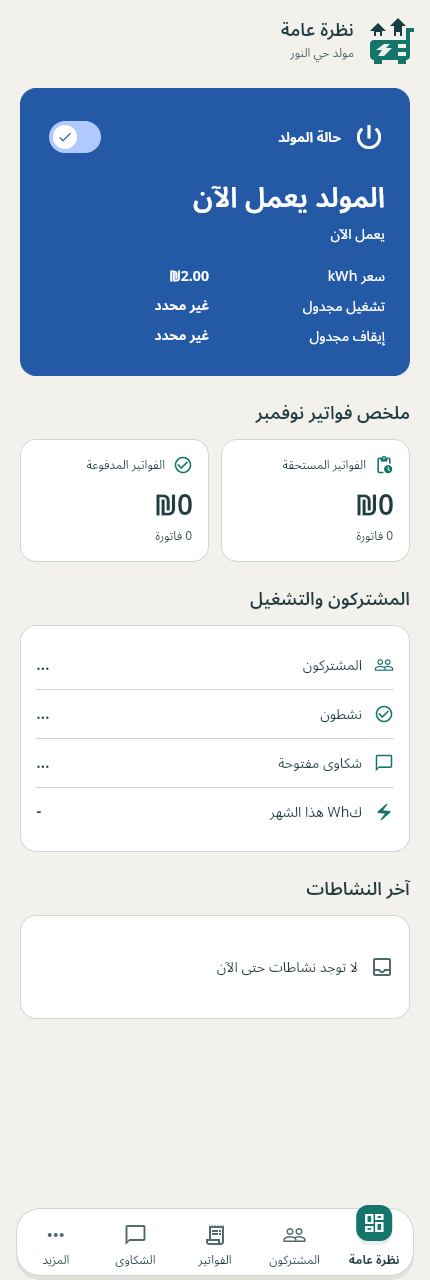 نظرة عامة
مولد حي النور
حالة المولد
المولد يعمل الآن
يعمل الآن
سعر kWh ₪2.00
تشغيل مجدول غير محدد
إيقاف مجدول غير محدد
ملخص فواتير نوفمبر
الفواتير المستحقة
₪0
0 فاتورة
الفواتير المدفوعة
₪0
0 فاتورة
المشتركون والتشغيل
المشتركون ...
نشطون ...
شكاوى مفتوحة ...
كWh هذا الشهر -
آخر النشاطات
لا توجد نشاطات حتى الآن
نظرة عامة المشتركون الفواتير الشكاوى المزيد